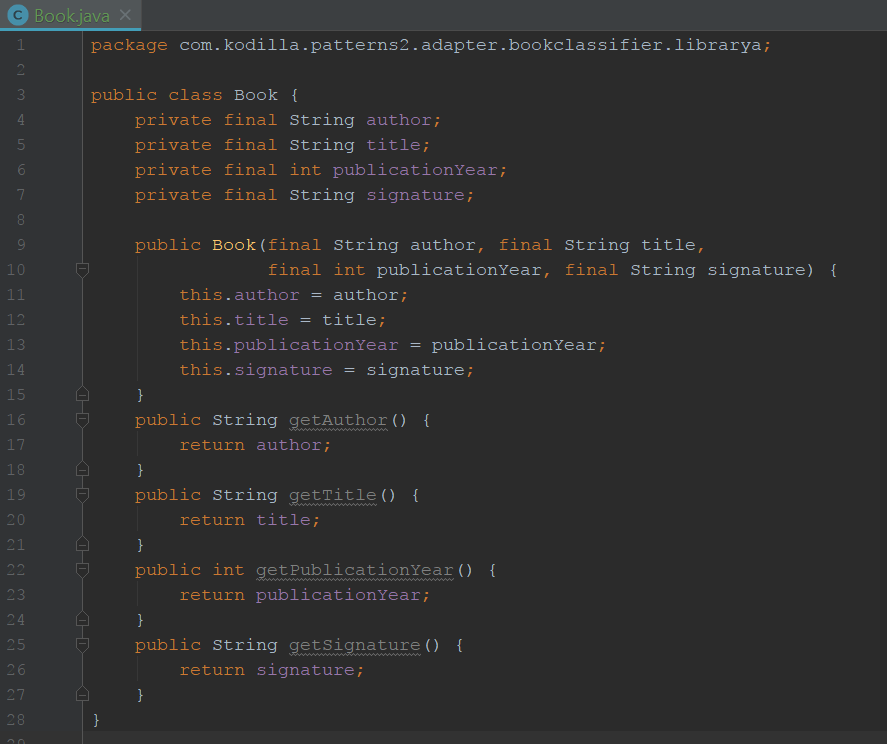 C Book.java ×
1 package com.kodilla.patterns2.adapter.bookclassifier.librarya;
2
3 public class Book {
4     private final String author;
5     private final String title;
6     private final int publicationYear;
7     private final String signature;
8
9     public Book(final String author, final String title,
10                 final int publicationYear, final String signature) {
11         this.author = author;
12         this.title = title;
13         this.publicationYear = publicationYear;
14         this.signature = signature;
15     }
16     public String getAuthor() {
17         return author;
18     }
19     public String getTitle() {
20         return title;
21     }
22     public int getPublicationYear() {
23         return publicationYear;
24     }
25     public String getSignature() {
26         return signature;
27     }
28 }
29